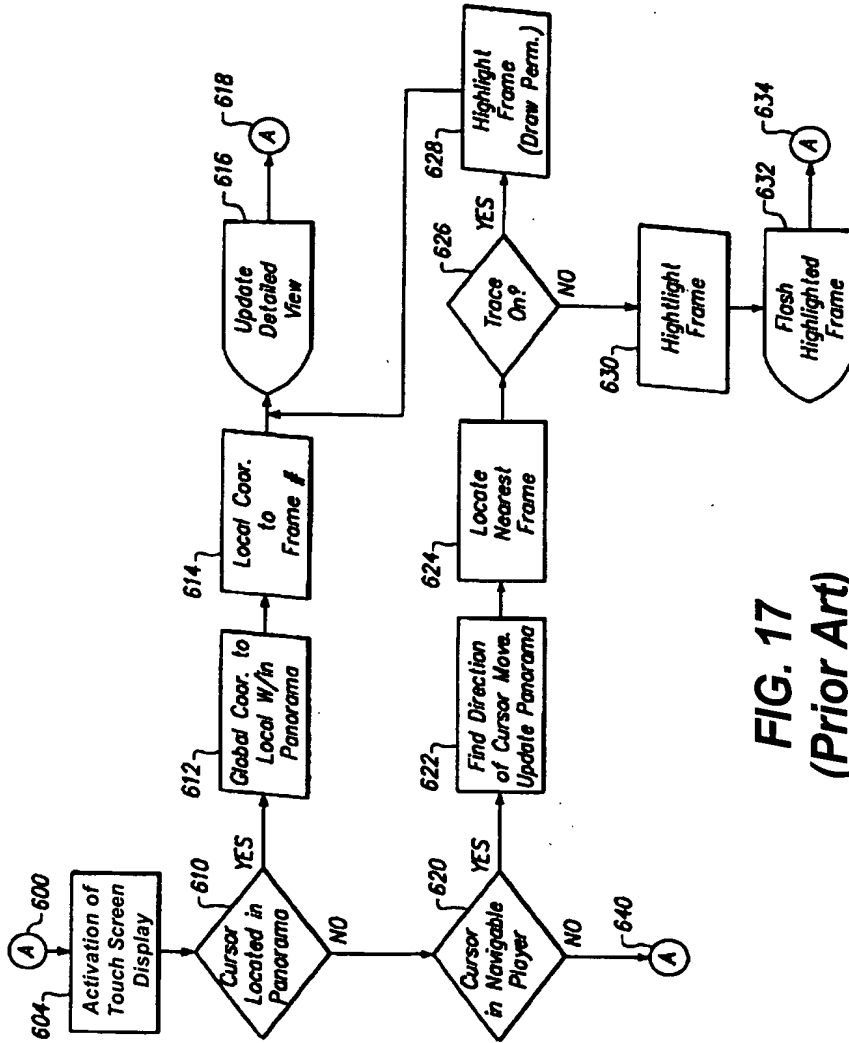 A
600
Activation of
Touch Screen
Display
604
Cursor
Located in
Panorama
610
YES
NO
Global Coor. to
Local W/in
Panorama
612
Local Coor.
to
Frame #
614
Update
Detailed
View
616
A
618
Cursor
in Navigable
Player
620
YES
NO
A
640
Find Direction
of Cursor Move.
Update Panorama
622
Locate
Nearest
Frame
624
Trace
On?
626
YES
NO
Highlight
Frame
(Draw Perm.)
628
Hightlight
Frame
630
Flash
Highlighted
Frame
632
A
634
FIG. 17
(Prior Art)